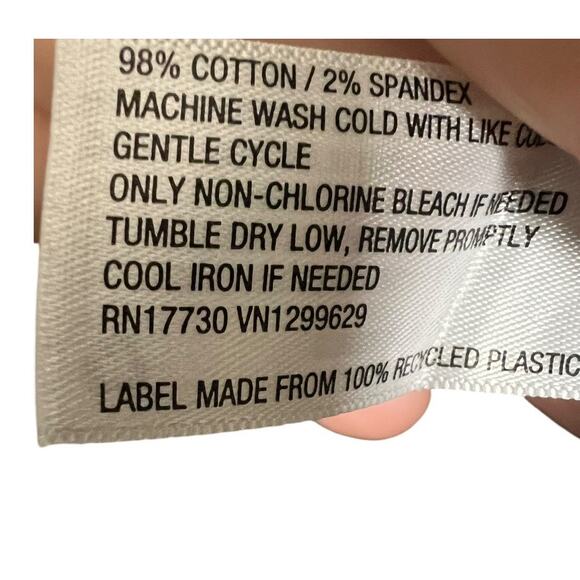 98% COTTON / 2% SPANDEX
MACHINE WASH COLD WITH LIKE
GENTLE CYCLE
ONLY NON-CHLORINE BLEACH IF NEEDED
TUMBLE DRY LOW, REMOVE PROMPTLY
COOL IRON IF NEEDED
RN17730 VN1299629
LABEL MADE FROM 100% RECYCLED PLASTIC